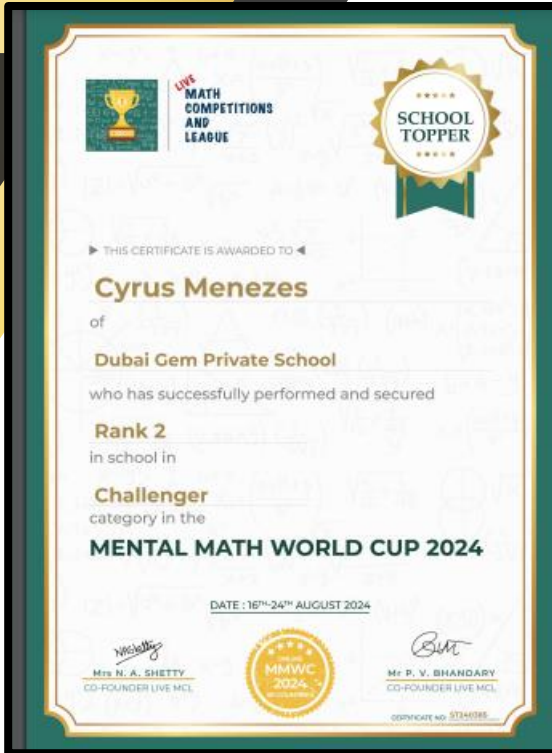 LIVE
MATH
COMPETITIONS
AND
LEAGUE
SCHOOL
TOPPER
THIS CERTIFICATE IS AWARDED TO
Cyrus Menezes
of
Dubai Gem Private School
who has successfully performed and secured
Rank 2
in school in
Challenger
category in the
MENTAL MATH WORLD CUP 2024
DATE : 16TH-24TH AUGUST 2024
Mrs N. A. SHETTY
CO-FOUNDER LIVE MCL
MMWC
2024
Mr P. V. BHANDARY
CO-FOUNDER LIVE MCL
CERTIFICATE NO